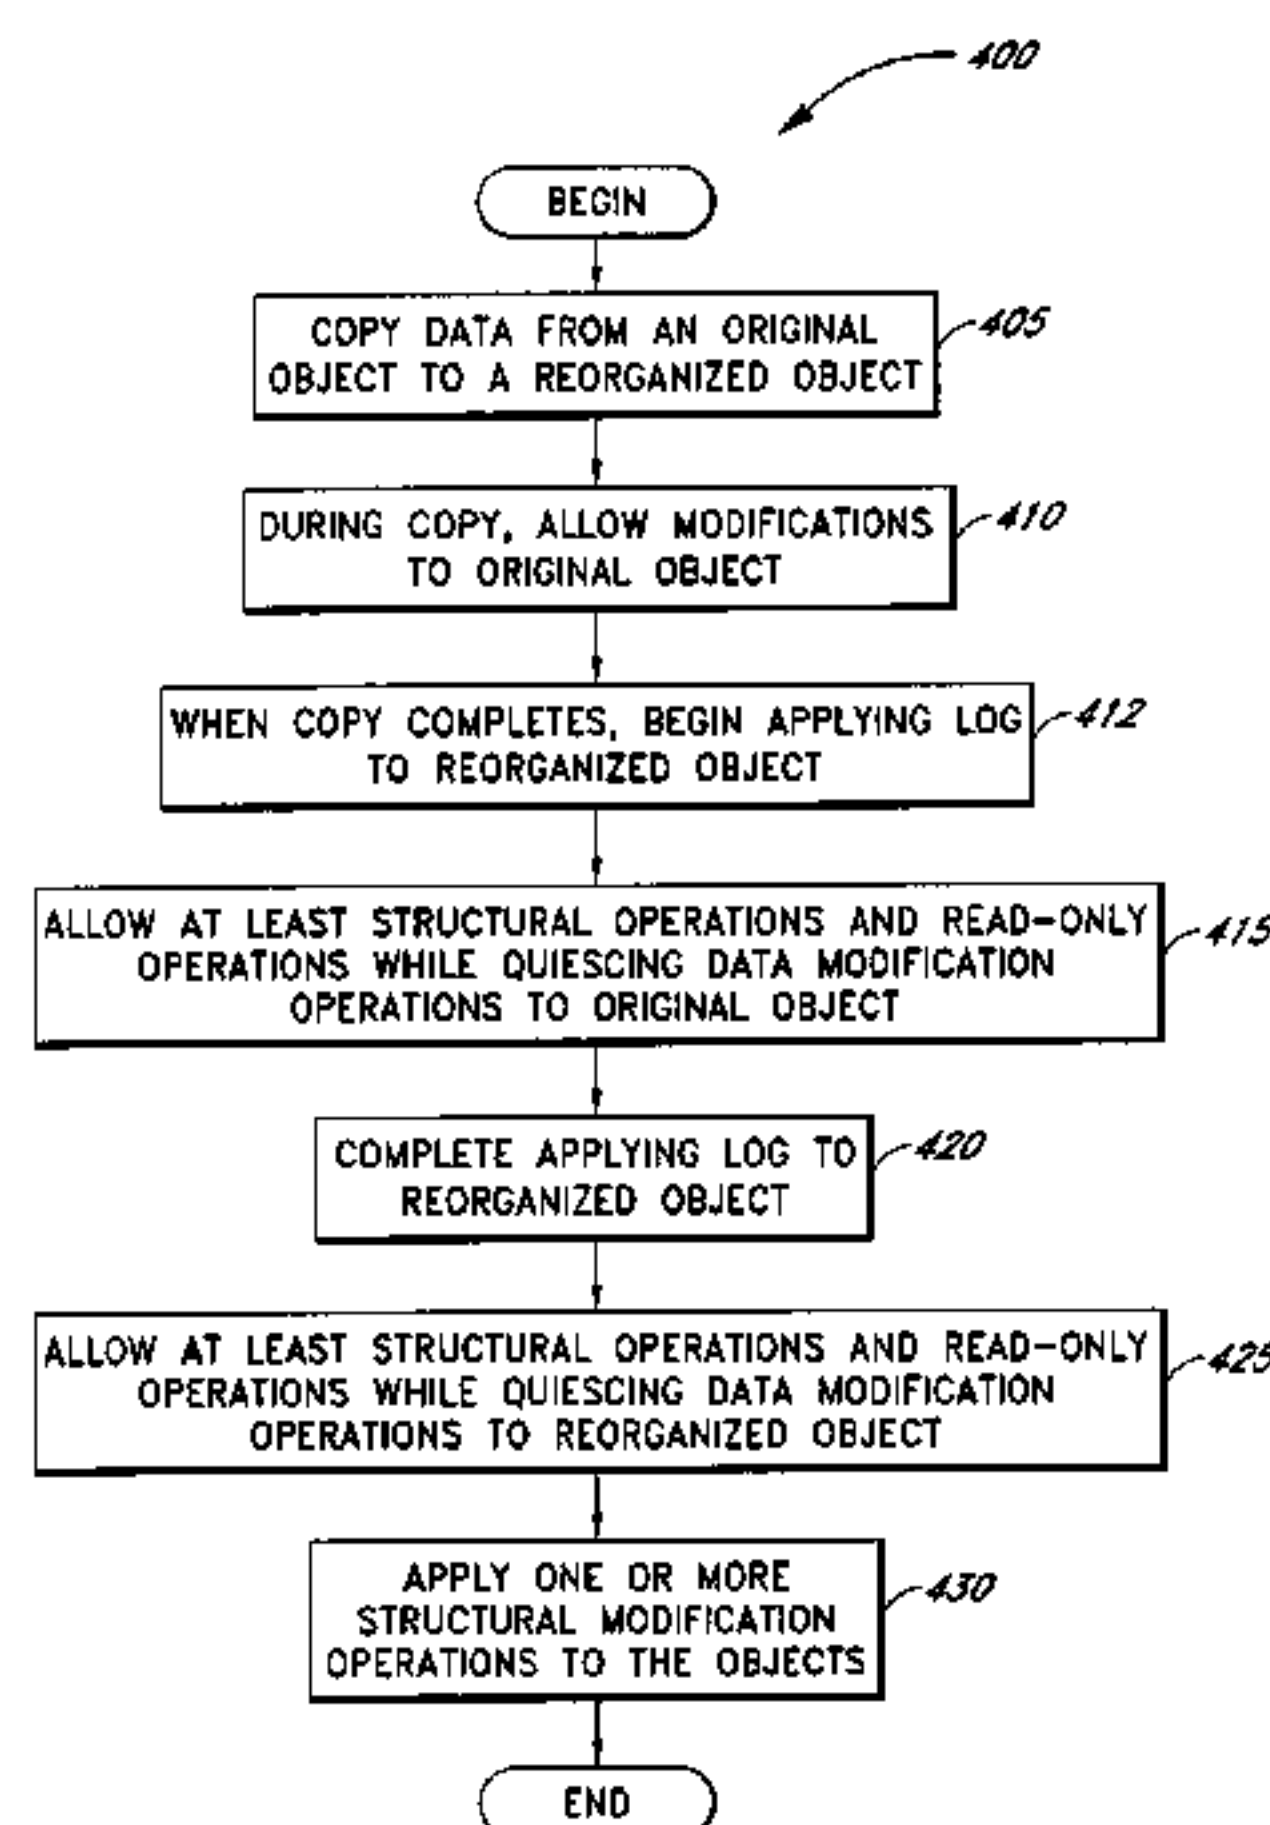 400
BEGIN
COPY DATA FROM AN ORIGINAL
OBJECT TO A REORGANIZED OBJECT
405
DURING COPY, ALLOW MODIFICATIONS
TO ORIGINAL OBJECT
410
WHEN COPY COMPLETES, BEGIN APPLYING LOG
TO REORGANIZED OBJECT
412
ALLOW AT LEAST STRUCTURAL OPERATIONS AND READ-ONLY
OPERATIONS WHILE QUIESCING DATA MODIFICATION
OPERATIONS TO ORIGINAL OBJECT
415
COMPLETE APPLYING LOG TO
REORGANIZED OBJECT
420
ALLOW AT LEAST STRUCTURAL OPERATIONS AND READ-ONLY
OPERATIONS WHILE QUIESCING DATA MODIFICATION
OPERATIONS TO REORGANIZED OBJECT
425
APPLY ONE OR MORE
STRUCTURAL MODIFICATION
OPERATIONS TO THE OBJECTS
430
END